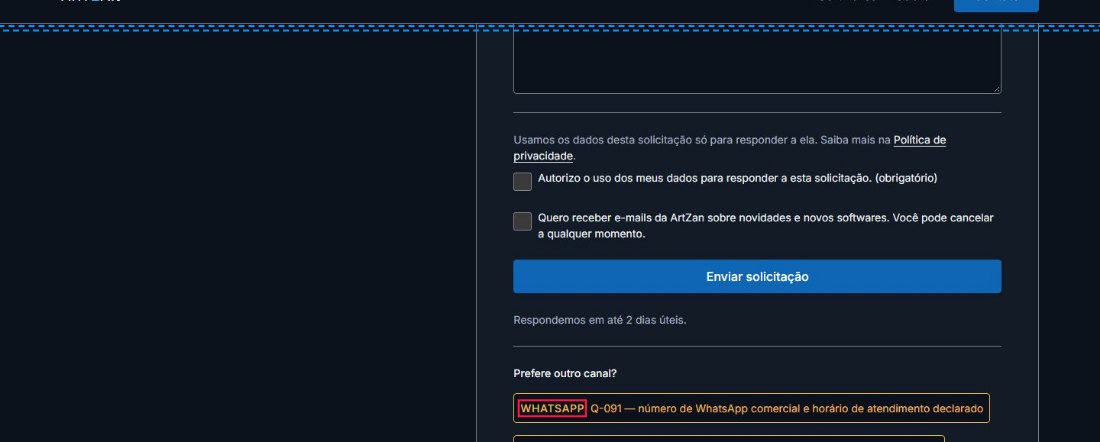 Usamos os dados desta solicitação só para responder a ela. Saiba mais na Política de
privacidade.
Autorizo o uso dos meus dados para responder a esta solicitação. (obrigatório)
Quero receber e-mails da ArtZan sobre novidades e novos softwares. Você pode cancelar
a qualquer momento.
Enviar solicitação
Respondemos em até 2 dias úteis.
Prefere outro canal?
WHATSAPP Q-091 — número de WhatsApp comercial e horário de atendimento declarado